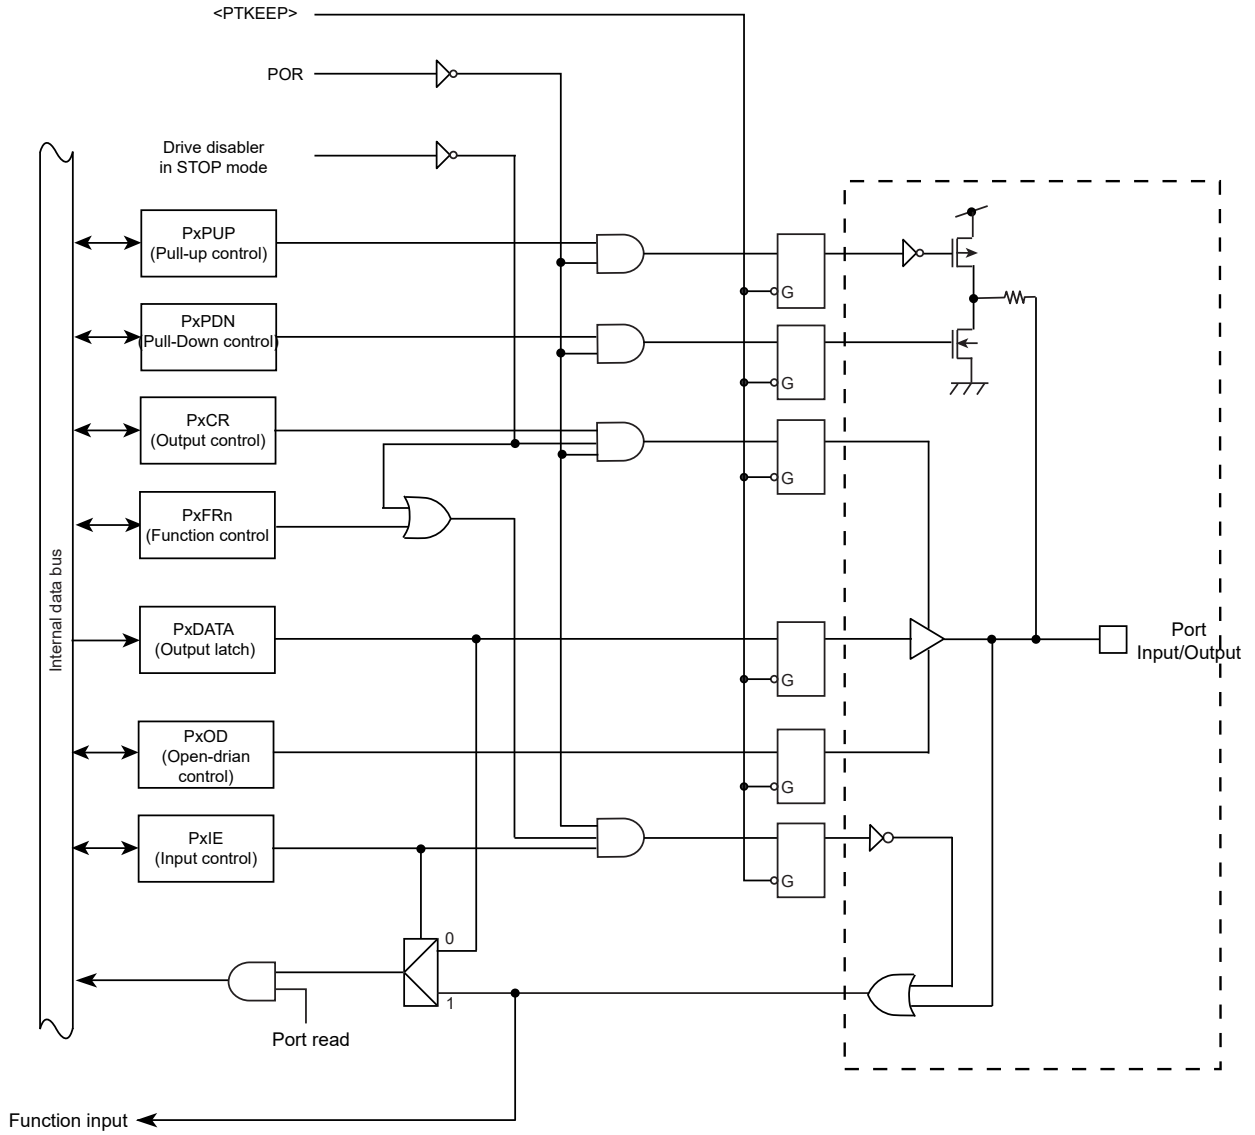 <PTKEEP>
POR
Drive disabler
in STOP mode
PxPUP
(Pull-up control)
G
PxPDN
(Pull-Down control)
G
PxCR
(Output control)
G
PxFRn
(Function control
Internal data bus
PxDATA
(Output latch)
G
Port
Input/Output
PxOD
(Open-drian
control)
G
PxIE
(Input control)
G
0
1
Port read
Function input